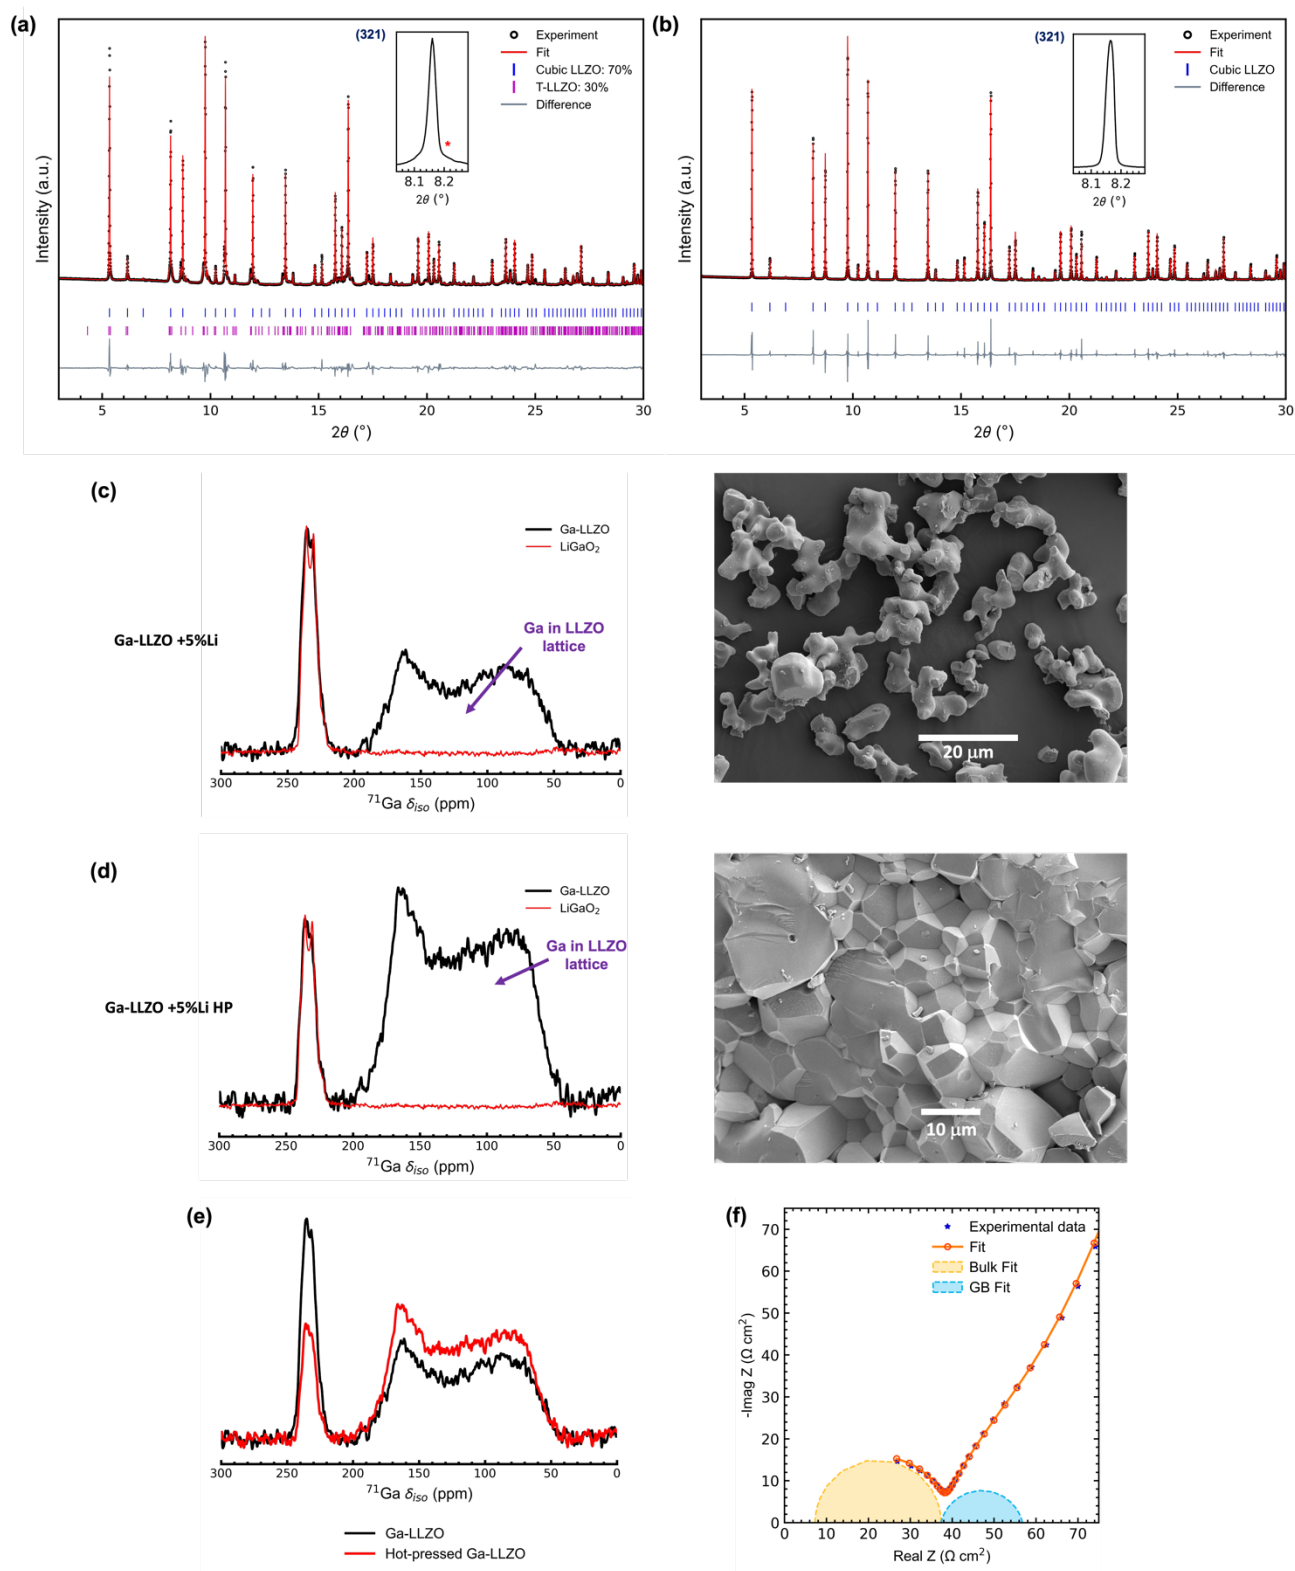 (a)
(321)
Experiment
Fit
Cubic LLZO: 70%
T-LLZO: 30%
Difference
*
8.1 8.2
2θ (°)
Intensity (a.u.)
5 10 15 20 25 30
2θ (°)
(b)
(321)
Experiment
Fit
Cubic LLZO
Difference
8.1 8.2
2θ (°)
Intensity (a.u.)
5 10 15 20 25 30
2θ (°)
(c)
Ga-LLZO
LiGaO₂
Ga-LLZO +5%Li
Ga in LLZO
lattice
300 250 200 150 100 50 0
⁷¹Ga δiso (ppm)
20 μm
(d)
Ga-LLZO
LiGaO₂
Ga in LLZO
lattice
Ga-LLZO +5%Li HP
300 250 200 150 100 50 0
⁷¹Ga δiso (ppm)
10 μm
(e)
300 250 200 150 100 50 0
⁷¹Ga δiso (ppm)
Ga-LLZO
Hot-pressed Ga-LLZO
(f)
Experimental data
Fit
Bulk Fit
GB Fit
70
60
50
40
30
20
10
0
-Imag Z (Ω cm²)
0 10 20 30 40 50 60 70
Real Z (Ω cm²)